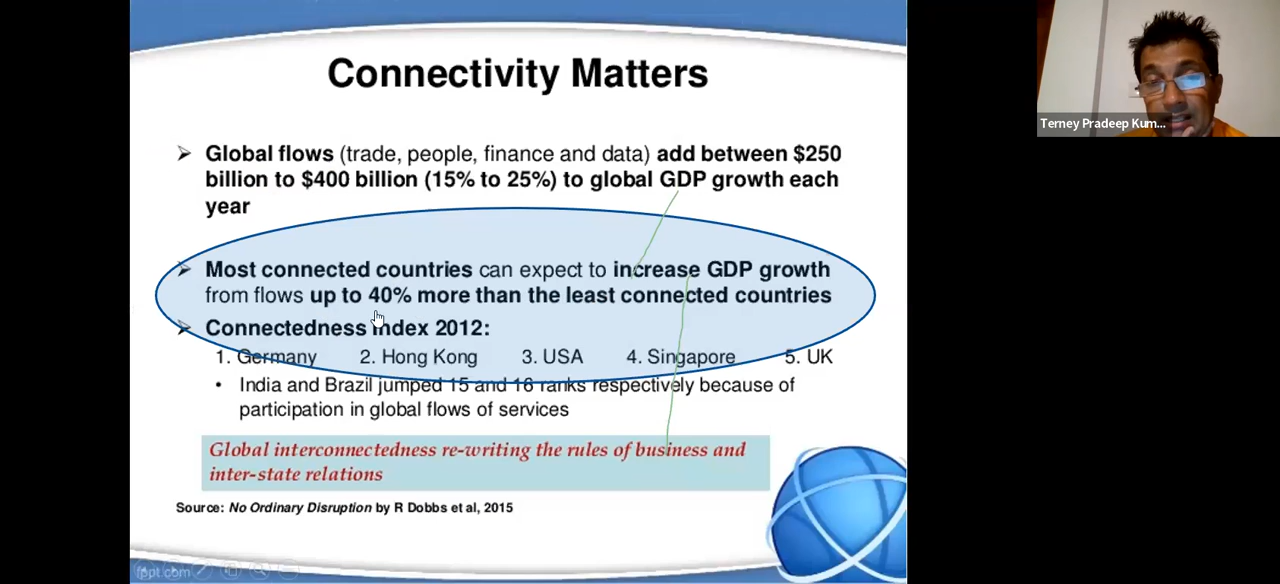 Connectivity Matters
Terney Pradeep Kum...
➢ Global flows (trade, people, finance and data) add between $250
billion to $400 billion (15% to 25%) to global GDP growth each
year
➢ Most connected countries can expect to increase GDP growth
from flows up to 40% more than the least connected countries
➢ Connectedness Index 2012:
1. Germany 2. Hong Kong 3. USA 4. Singapore 5. UK
• India and Brazil jumped 15 and 16 ranks respectively because of
participation in global flows of services
Global interconnectedness re-writing the rules of business and
inter-state relations
Source: No Ordinary Disruption by R Dobbs et al, 2015
fppt.com